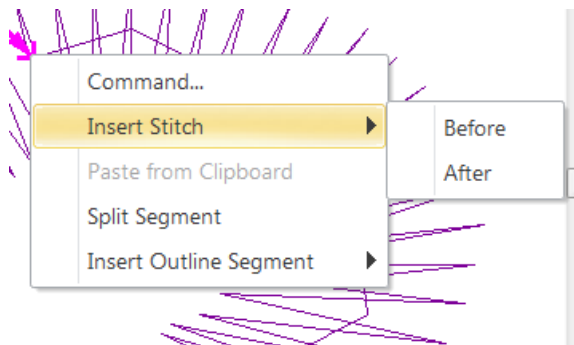 Command...
Insert Stitch
Before
After
Paste from Clipboard
Split Segment
Insert Outline Segment